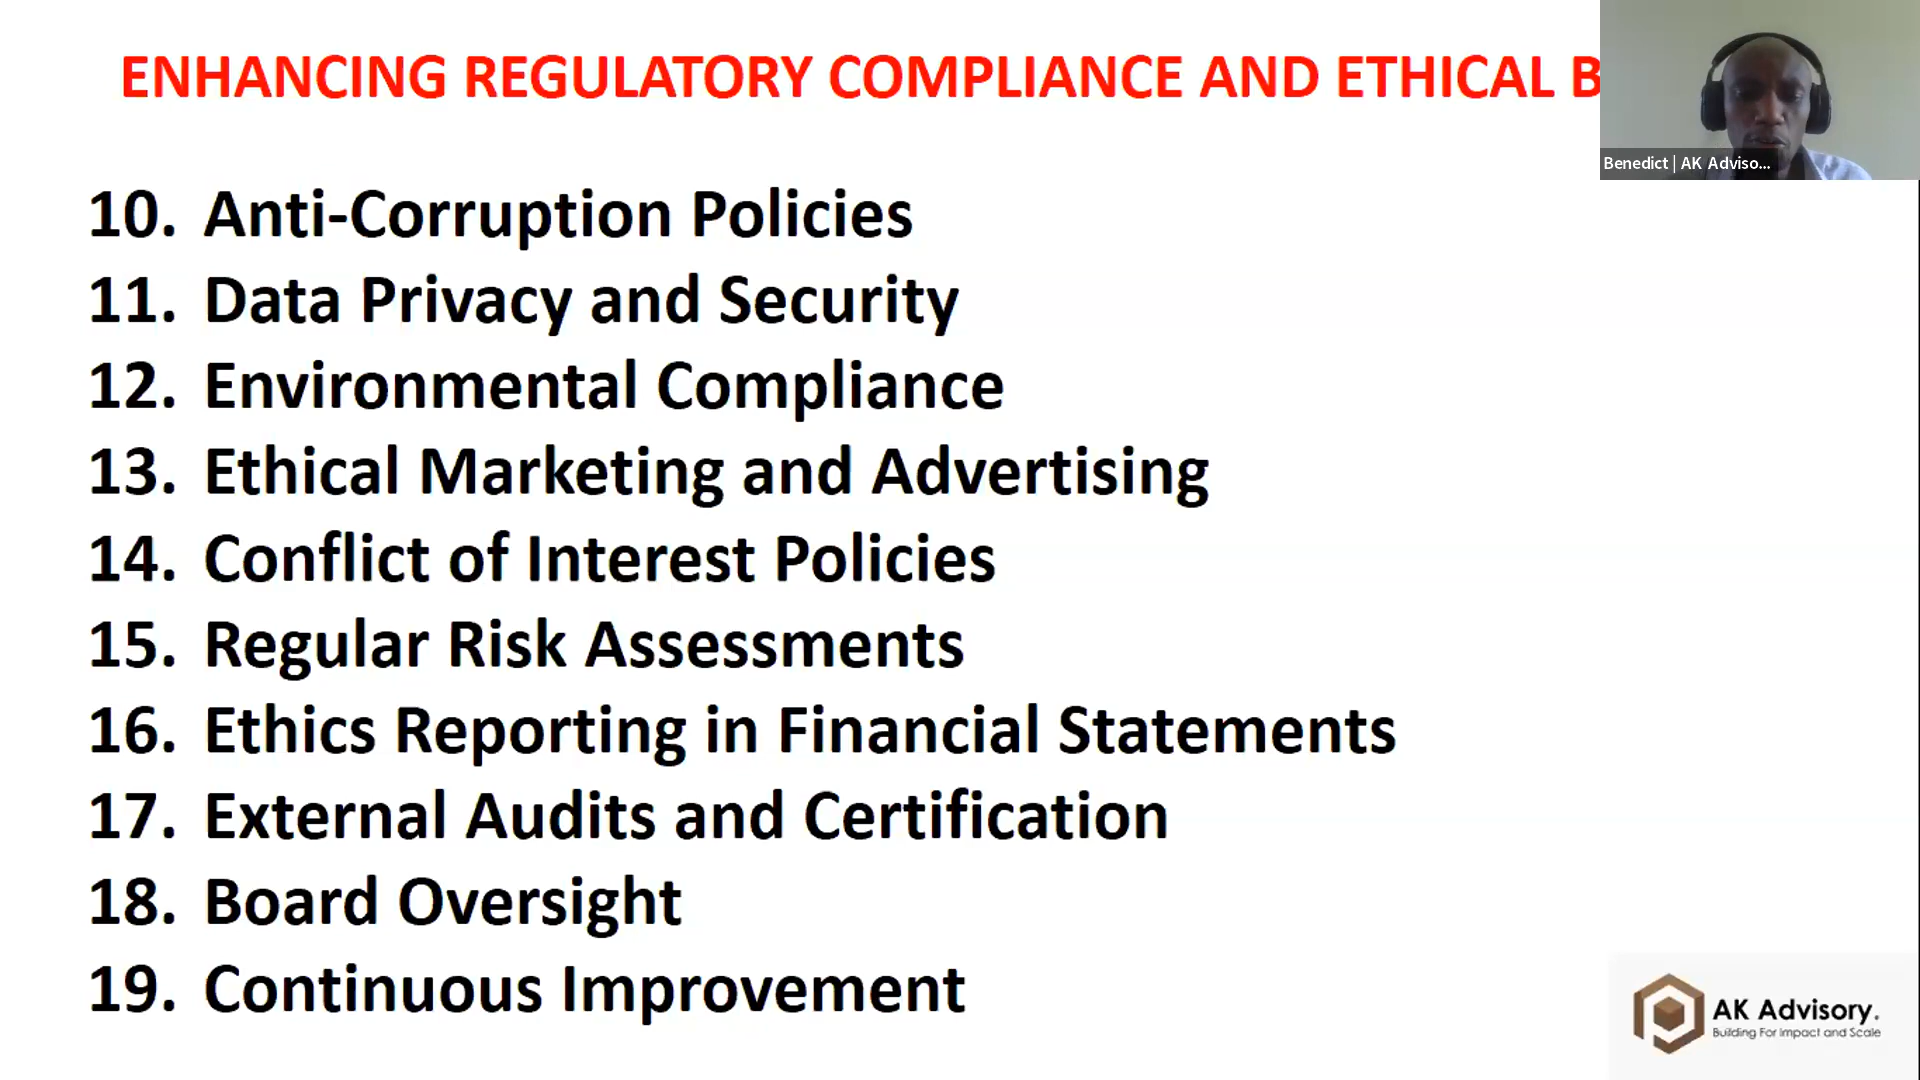 ENHANCING REGULATORY COMPLIANCE AND ETHICAL
Benedict | AK Adviso...
10. Anti-Corruption Policies
11. Data Privacy and Security
12. Environmental Compliance
13. Ethical Marketing and Advertising
14. Conflict of Interest Policies
15. Regular Risk Assessments
16. Ethics Reporting in Financial Statements
17. External Audits and Certification
18. Board Oversight
19. Continuous Improvement
AK Advisory.
Building For Impact and Scale